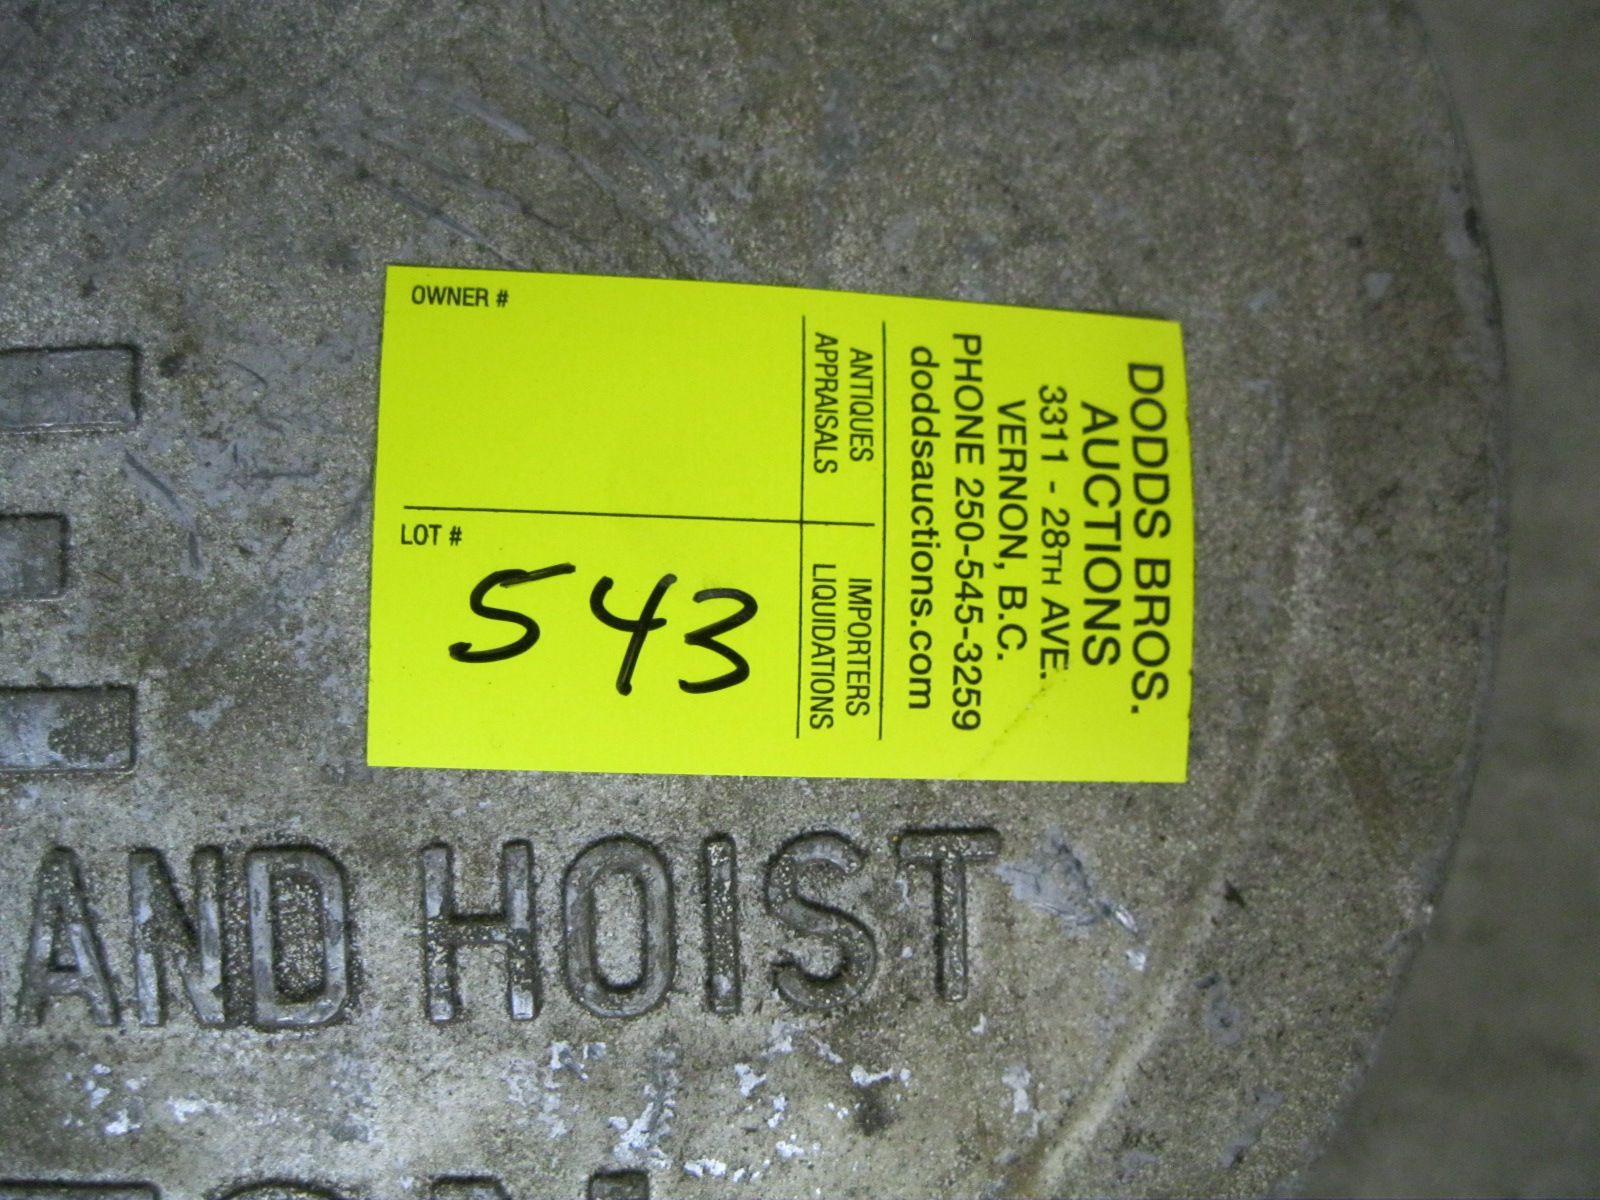 DODDS BROS.
AUCTIONS
3311 - 28TH AVE.
VERNON, B.C.
PHONE 250-545-3259
doddsauctions.com
ANTIQUES IMPORTERS
APPRAISALS LIQUIDATIONS
OWNER #
LOT #
543
HAND HOIST